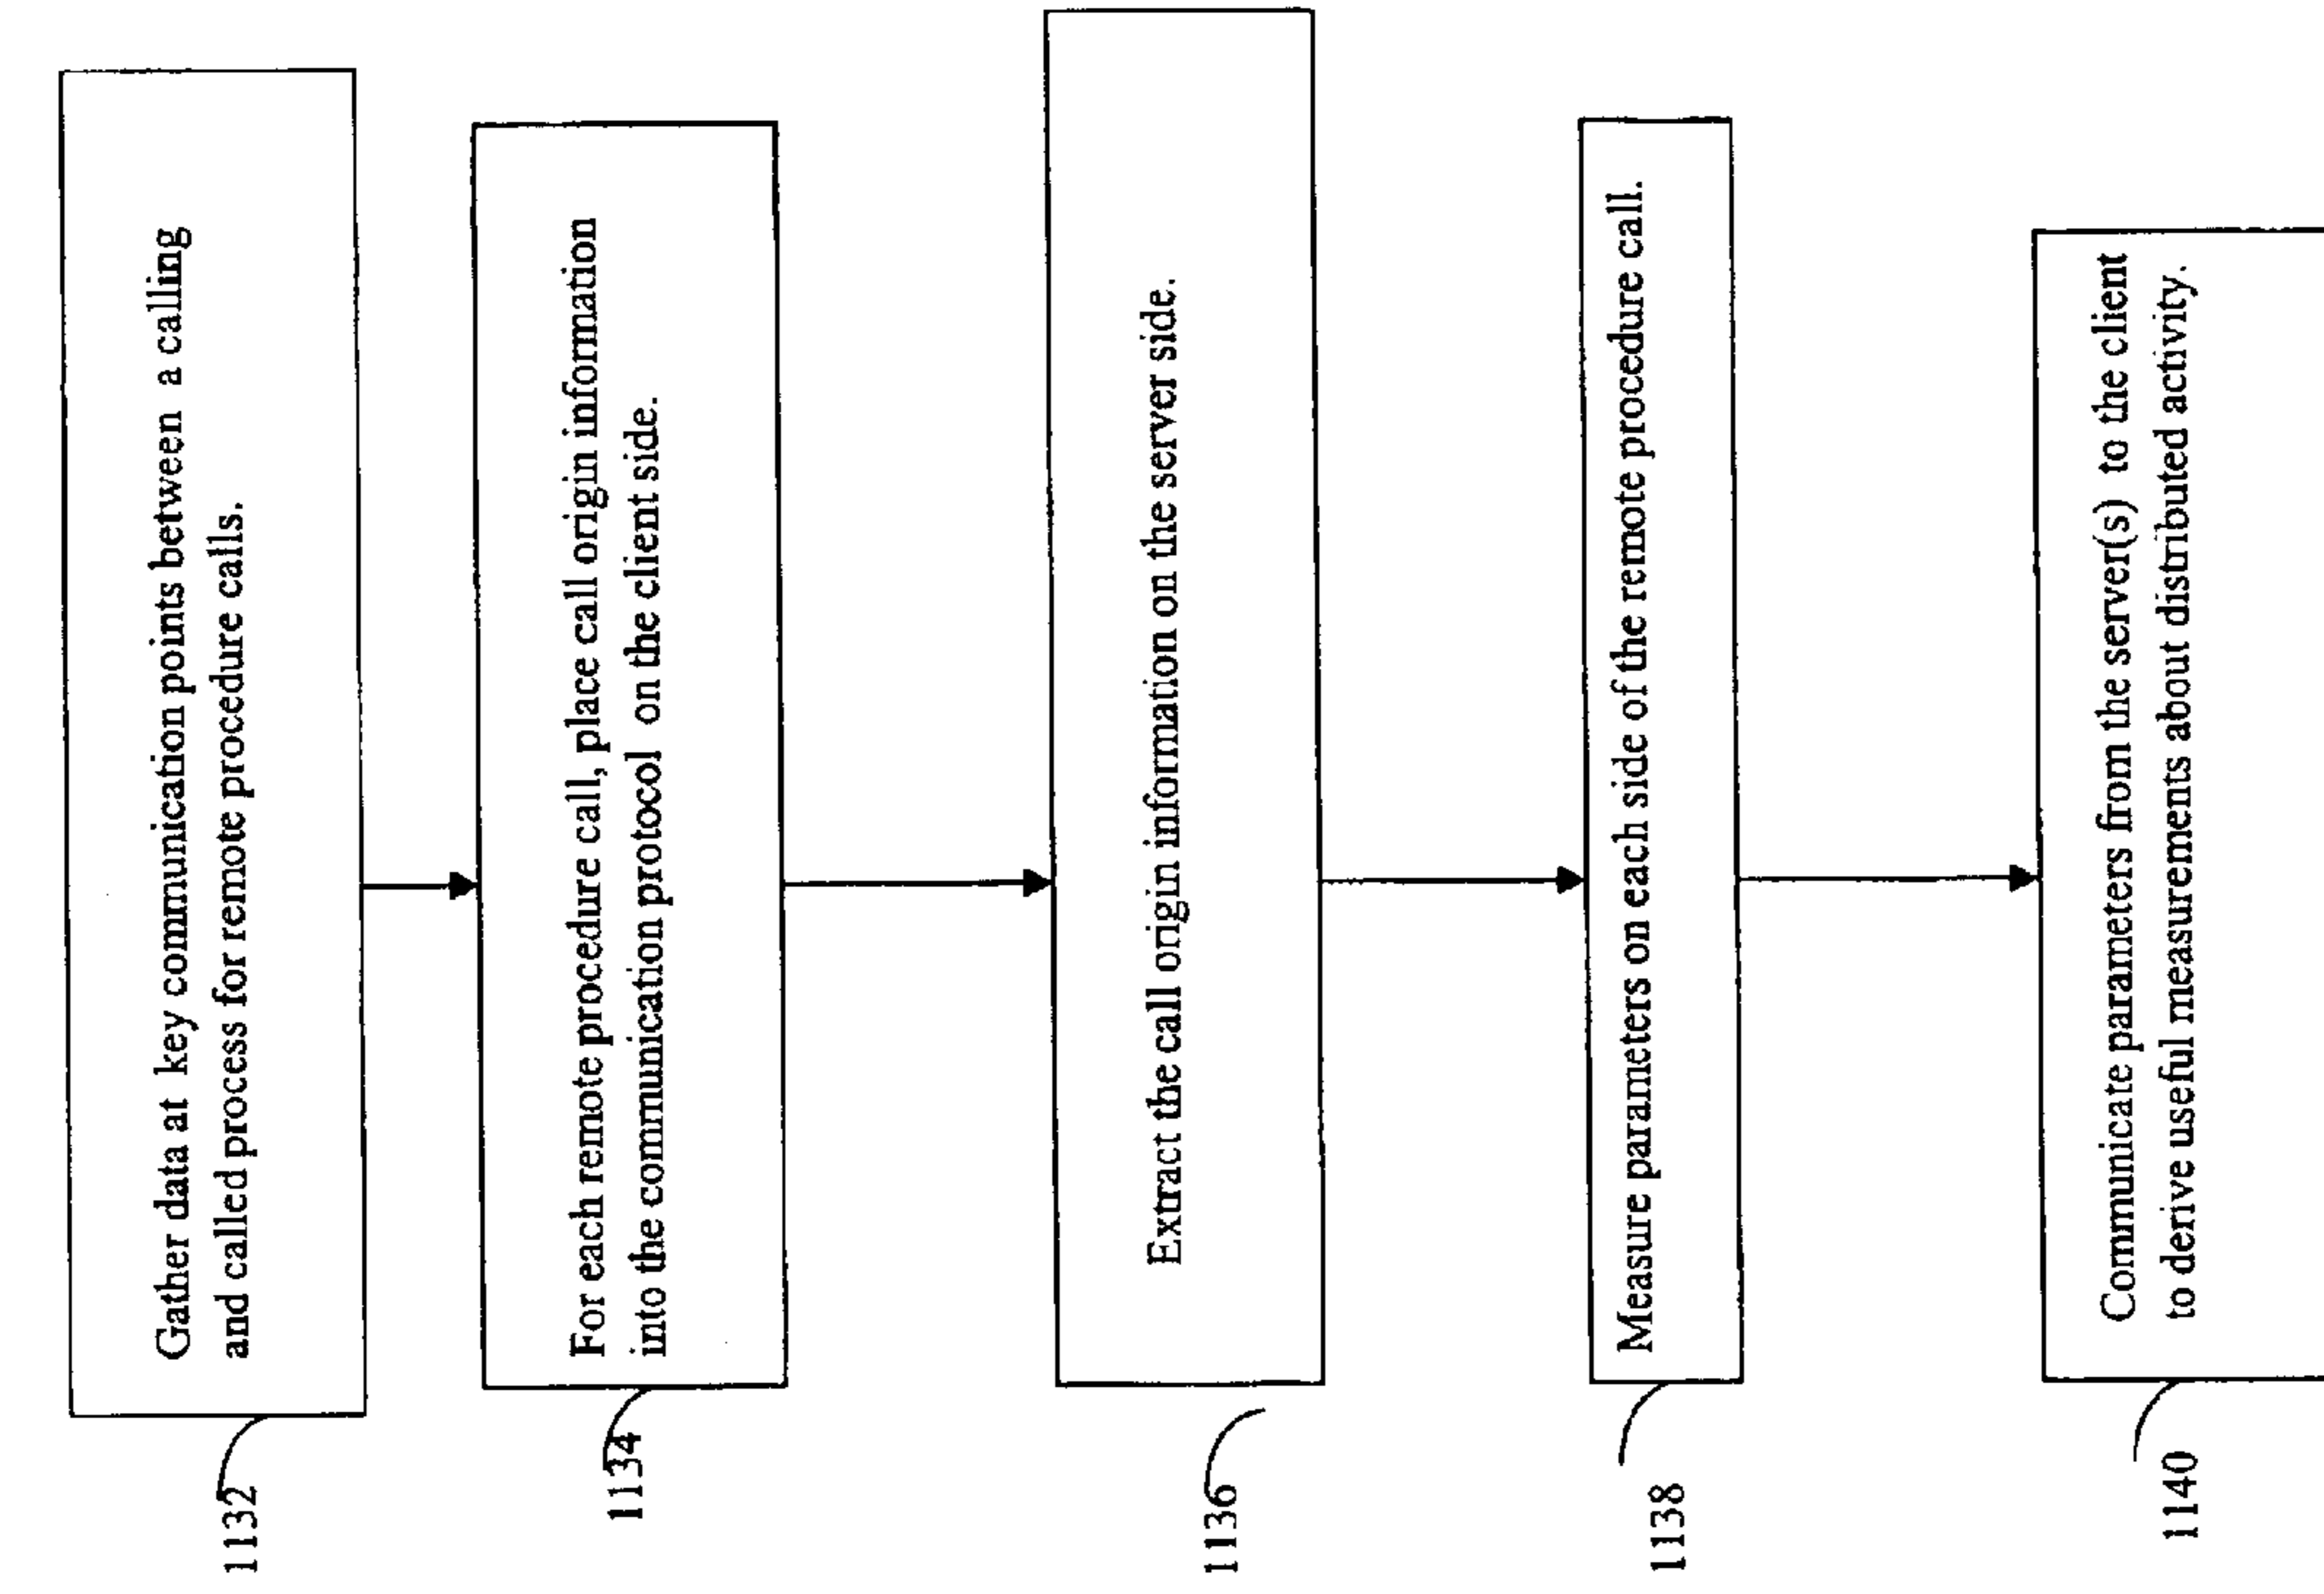 1132
Gather data at key communication points between a calling
and called process for remote procedure calls.
1134
For each remote procedure call, place call origin information
into the communication protocol on the client side.
1136
Extract the call origin information on the server side.
1138
Measure parameters on each side of the remote procedure call.
1140
Communicate parameters from the server(s) to the client
to derive useful measurements about distributed activity.